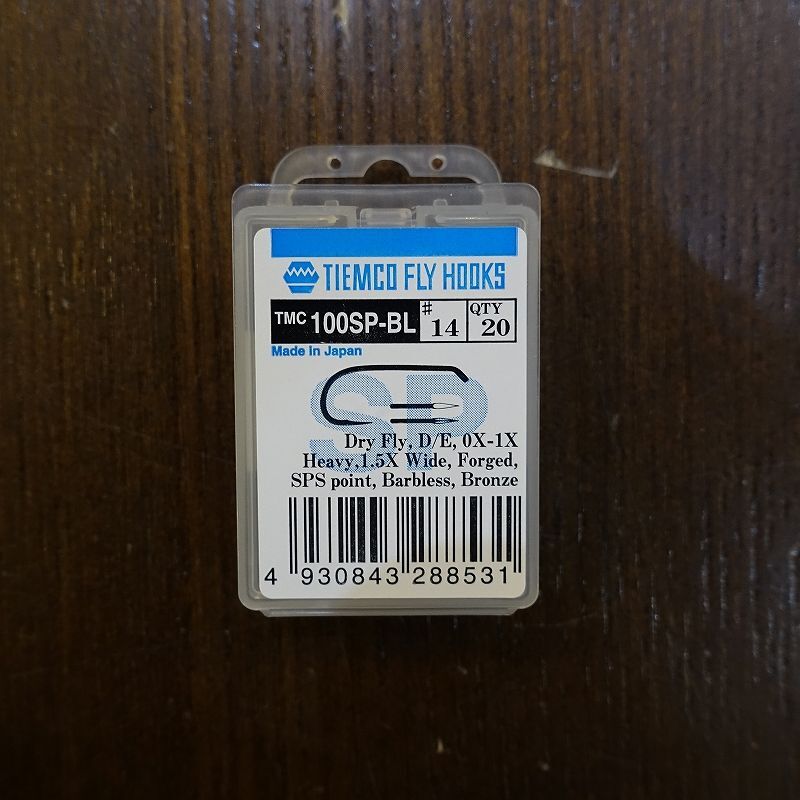 TIEMCO FLY HOOKS
TMC 100SP-BL # 14 QTY 20
Made in Japan
SP
Dry Fly, D/E, 0X-1X
Heavy,1.5X Wide, Forged,
SPS point, Barbless, Bronze
4 930843 288531